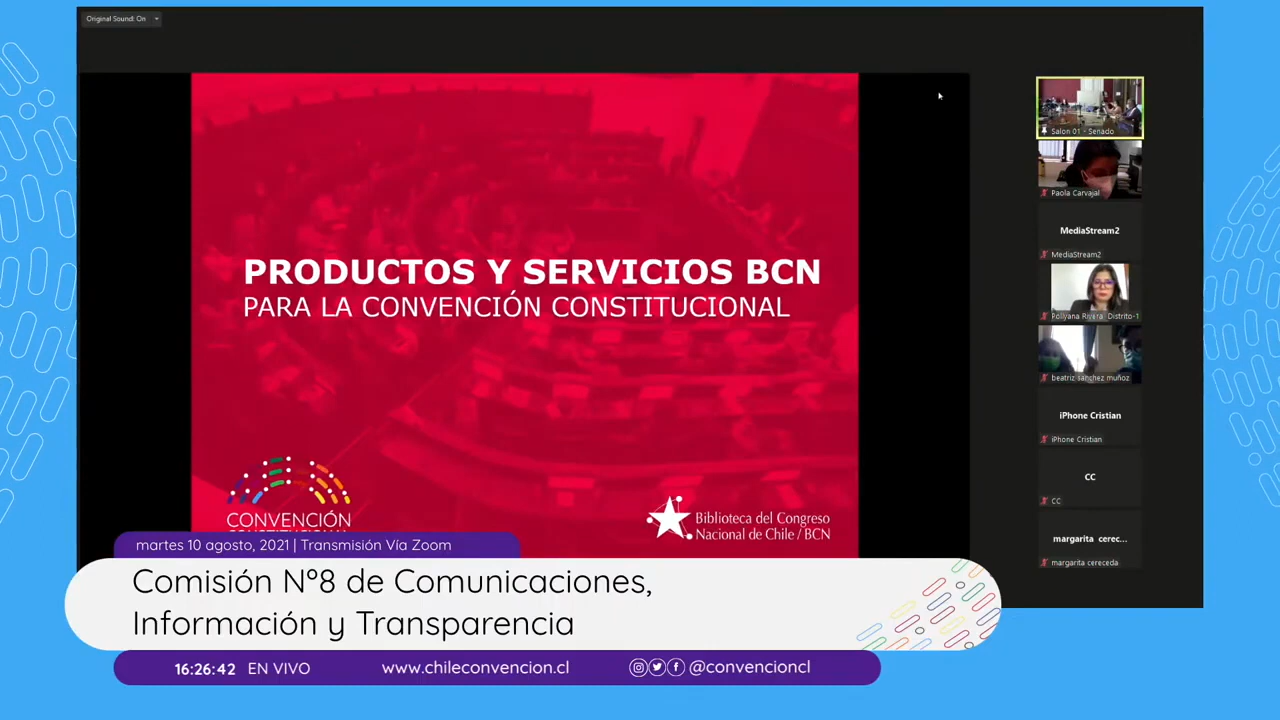 Original Sound: On
PRODUCTOS Y SERVICIOS BCN
PARA LA CONVENCIÓN CONSTITUCIONAL
CONVENCIÓN
Biblioteca del Congreso
Nacional de Chile / BCN
Salon 01 - Senado
Paola Carvajal
MediaStream2
MediaStream2
Pollyana Rivera Distrito-1
beatriz sanchez muñoz
iPhone Cristian
iPhone Cristian
CC
CC
margarita cerec...
margarita cereceda
martes 10 agosto, 2021 | Transmisión Vía Zoom
Comisión N°8 de Comunicaciones,
Información y Transparencia
16:26:42 EN VIVO www.chileconvencion.cl @convencioncl